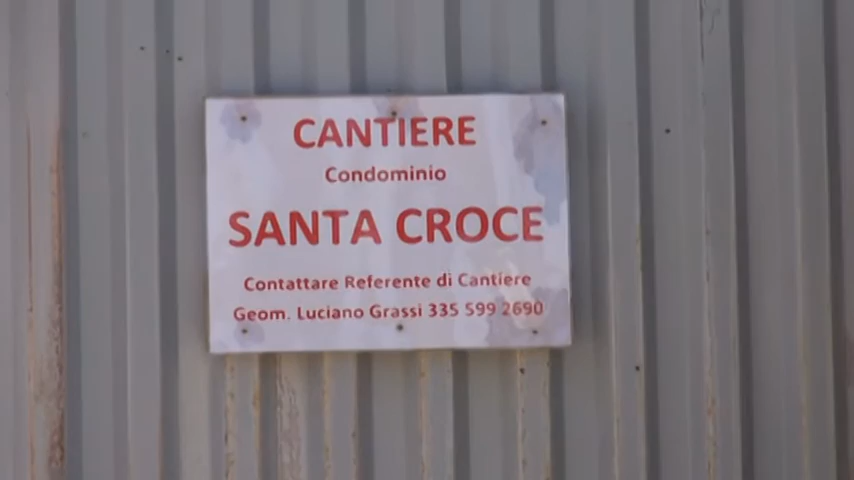 CANTIERE
Condominio
SANTA CROCE
Contattare Referente di Cantiere
Geom. Luciano Grassi 335 599 2690